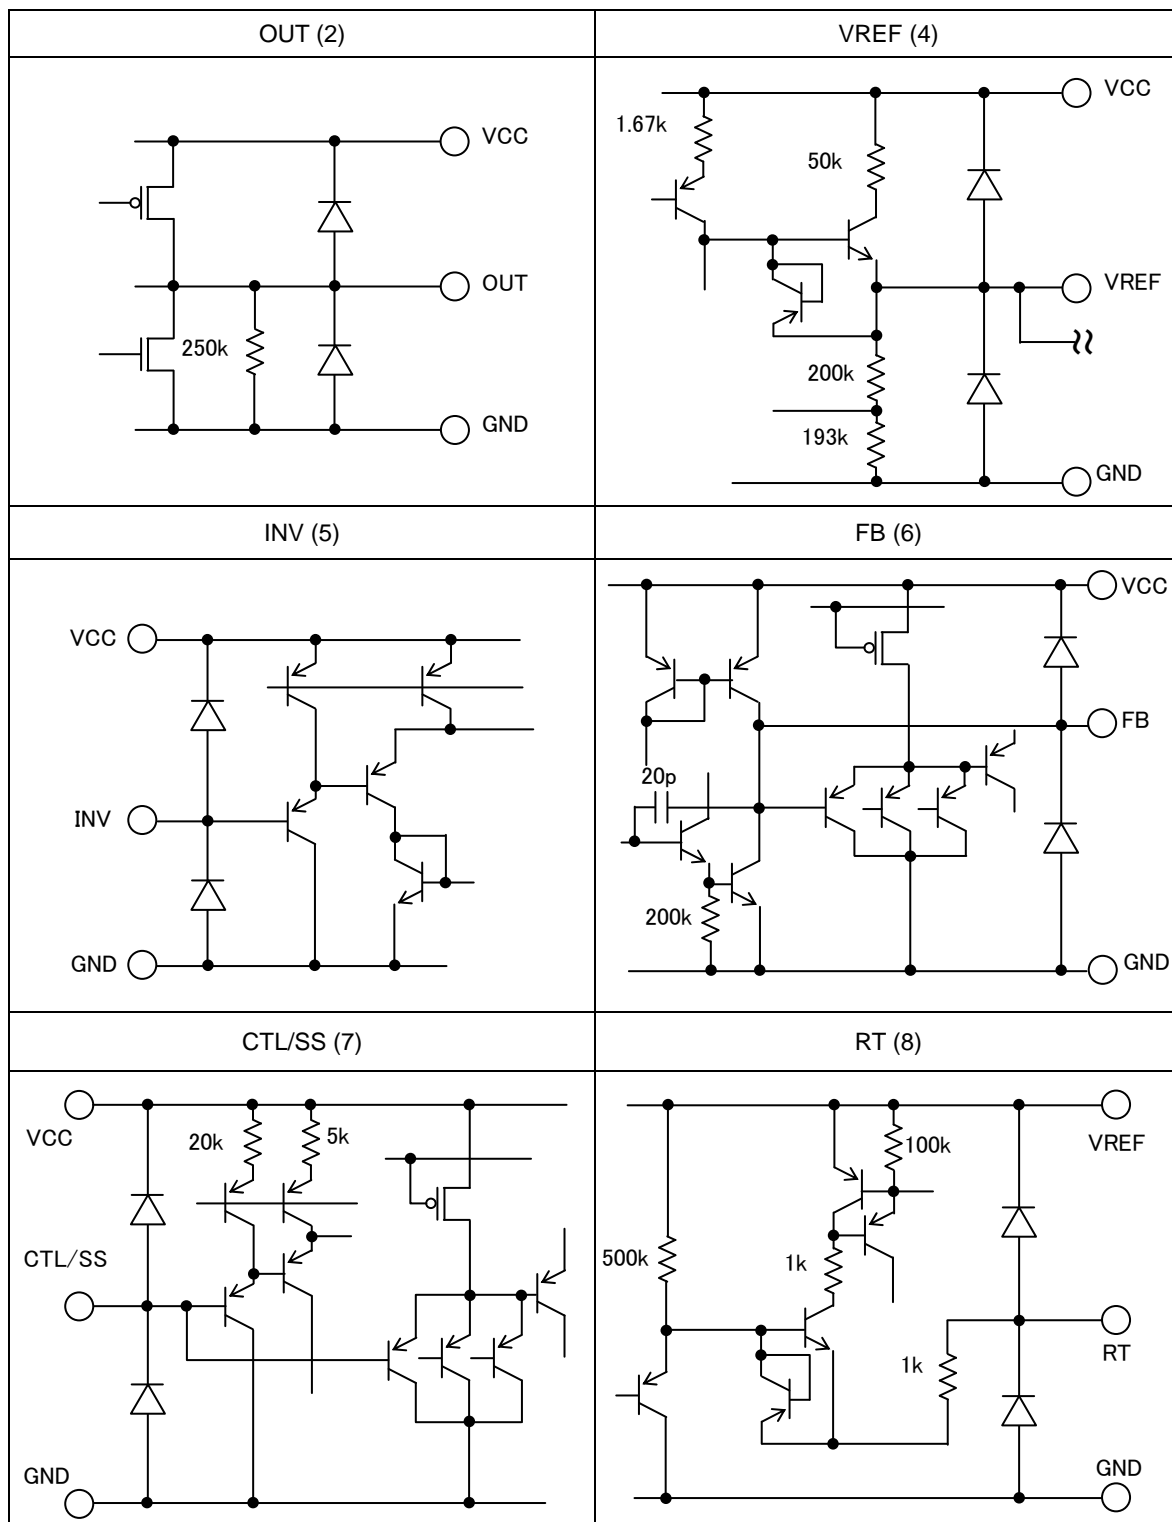 OUT (2)
VCC
OUT
250k
GND
VREF (4)
VCC
1.67k
50k
VREF
200k
193k
GND
INV (5)
VCC
INV
GND
FB (6)
VCC
FB
20p
200k
GND
CTL/SS (7)
VCC
20k
5k
CTL/SS
GND
RT (8)
VREF
100k
500k
1k
1k
RT
GND